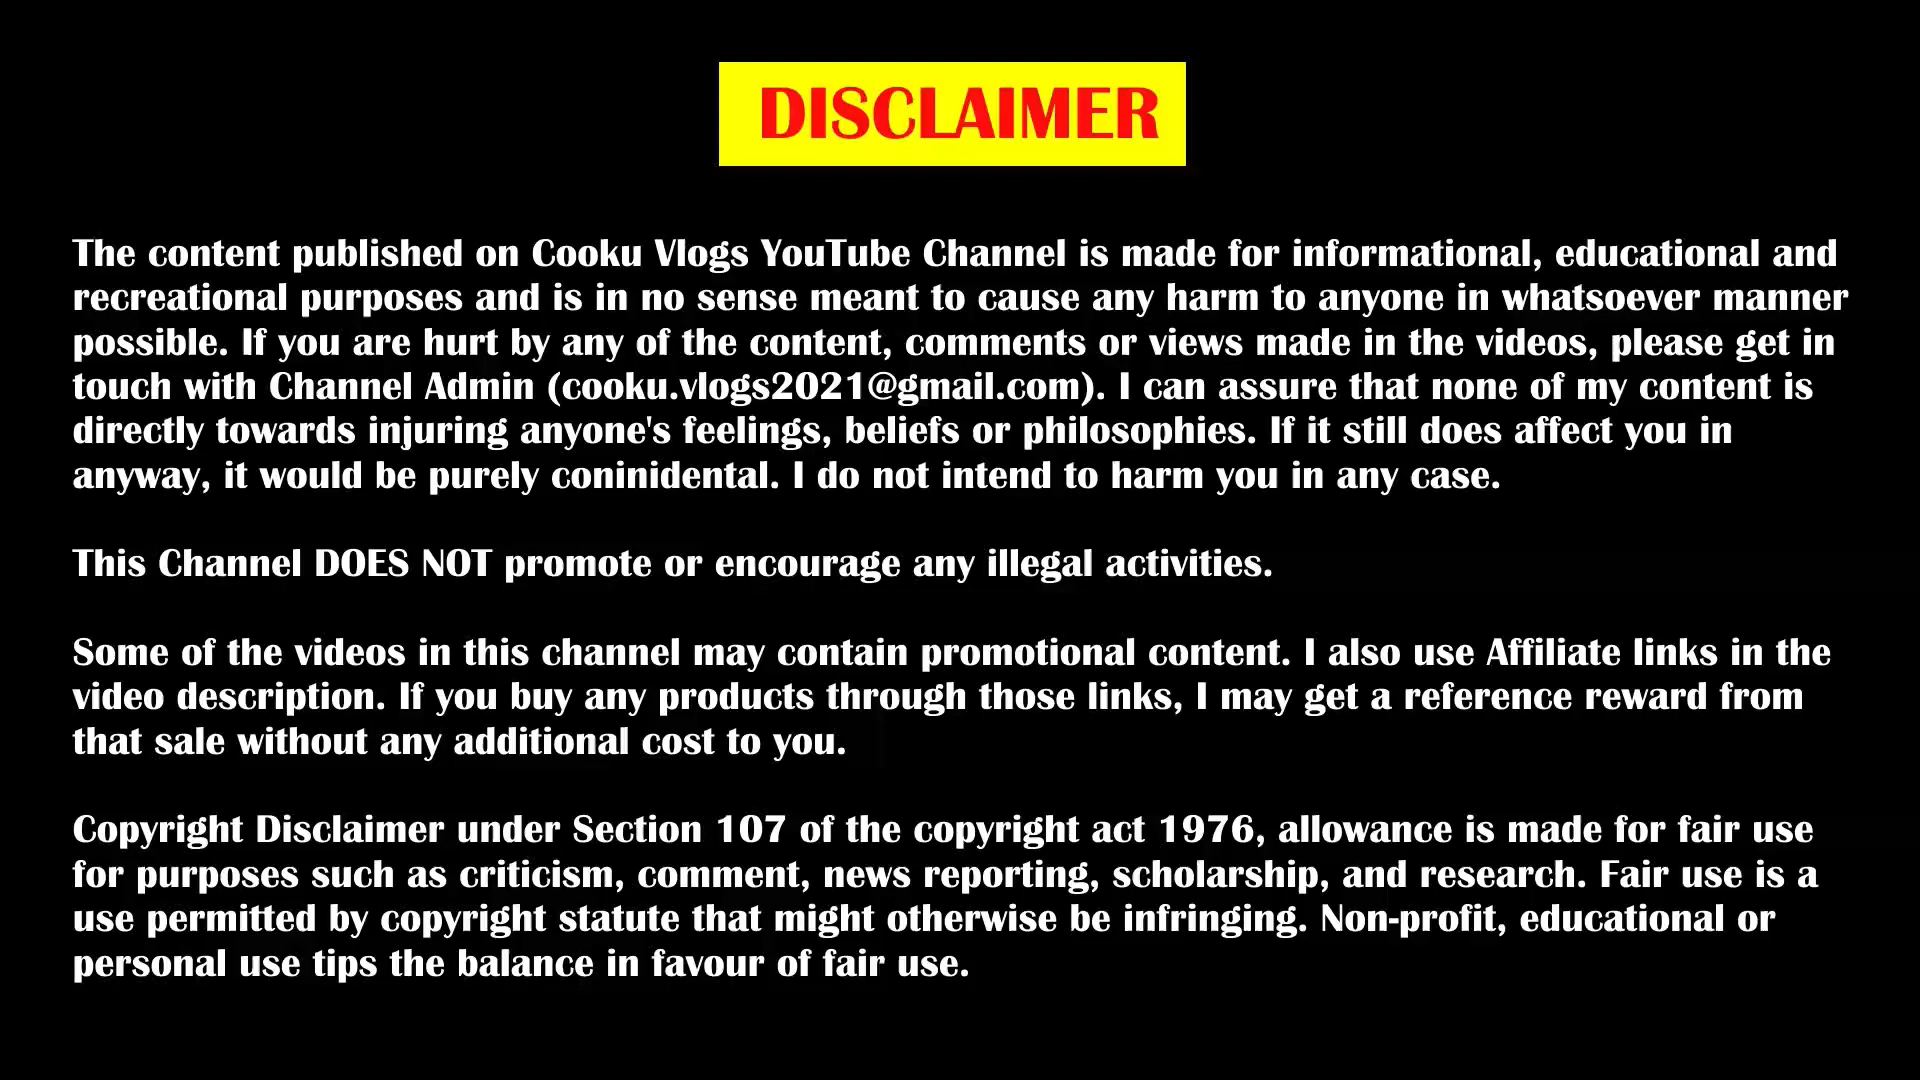 DISCLAIMER
The content published on Cooku Vlogs YouTube Channel is made for informational, educational and
recreational purposes and is in no sense meant to cause any harm to anyone in whatsoever manner
possible. If you are hurt by any of the content, comments or views made in the videos, please get in
touch with Channel Admin (cooku.vlogs2021@gmail.com). I can assure that none of my content is
directly towards injuring anyone's feelings, beliefs or philosophies. If it still does affect you in
anyway, it would be purely coninidental. I do not intend to harm you in any case.
This Channel DOES NOT promote or encourage any illegal activities.
Some of the videos in this channel may contain promotional content. I also use Affiliate links in the
video description. If you buy any products through those links, I may get a reference reward from
that sale without any additional cost to you.
Copyright Disclaimer under Section 107 of the copyright act 1976, allowance is made for fair use
for purposes such as criticism, comment, news reporting, scholarship, and research. Fair use is a
use permitted by copyright statute that might otherwise be infringing. Non-profit, educational or
personal use tips the balance in favour of fair use.